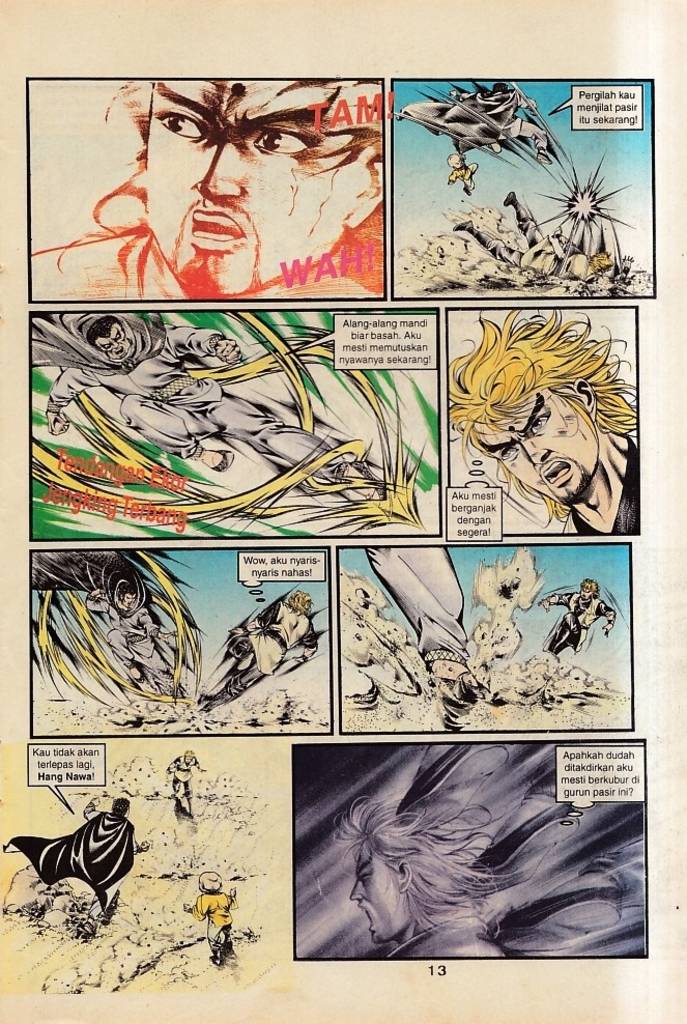 TAM!
WAH!
Pergilah kau
menjilat pasir
itu sekarang!
Alang-alang mandi
biar basah. Aku
mesti memutuskan
nyawanya sekarang!
Tendangan Ekor
Jengking Terbang
Aku mesti
berganjak
dengan
segera!
Wow, aku nyaris-
nyaris nahas!
Kau tidak akan
terlepas lagi,
Hang Nawa!
Apahkah dudah
ditakdirkan aku
mesti berkubur di
gurun pasir ini?
13